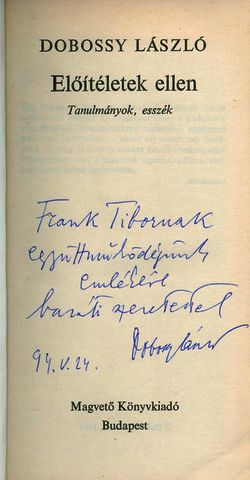 DOBOSSY LÁSZLÓ
Előítéletek ellen
Tanulmányok, esszék
Frank Tibornak
együttműködésünk
emlékére
baráti szeretettel
Dobossy László
94.V.24.
Magvető Könyvkiadó
Budapest